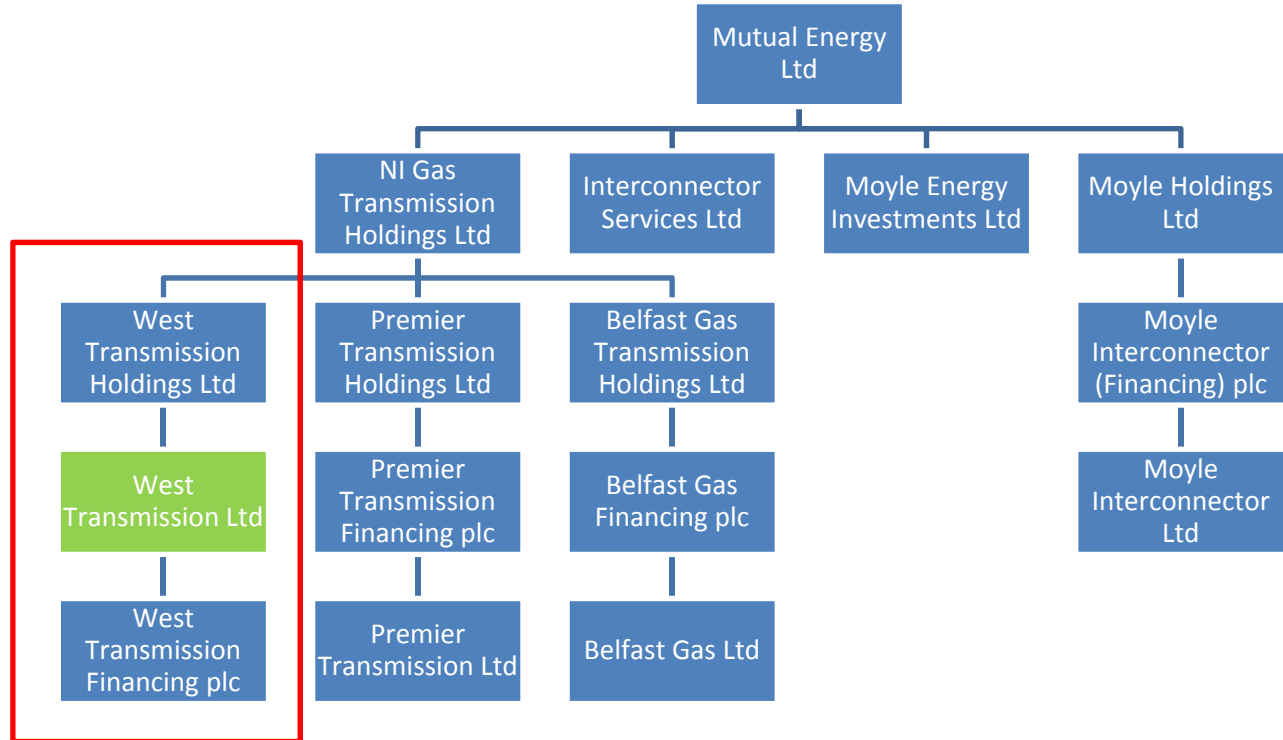 Mutual Energy
Ltd
NI Gas
Transmission
Holdings Ltd
Interconnector
Services Ltd
Moyle Energy
Investments Ltd
Moyle Holdings
Ltd
West
Transmission
Holdings Ltd
Premier
Transmission
Holdings Ltd
Belfast Gas
Transmission
Holdings Ltd
Moyle
Interconnector
(Financing) plc
West
Transmission Ltd
Premier
Transmission
Financing plc
Belfast Gas
Financing plc
Moyle
Interconnector
Ltd
West
Transmission
Financing plc
Premier
Transmission Ltd
Belfast Gas Ltd